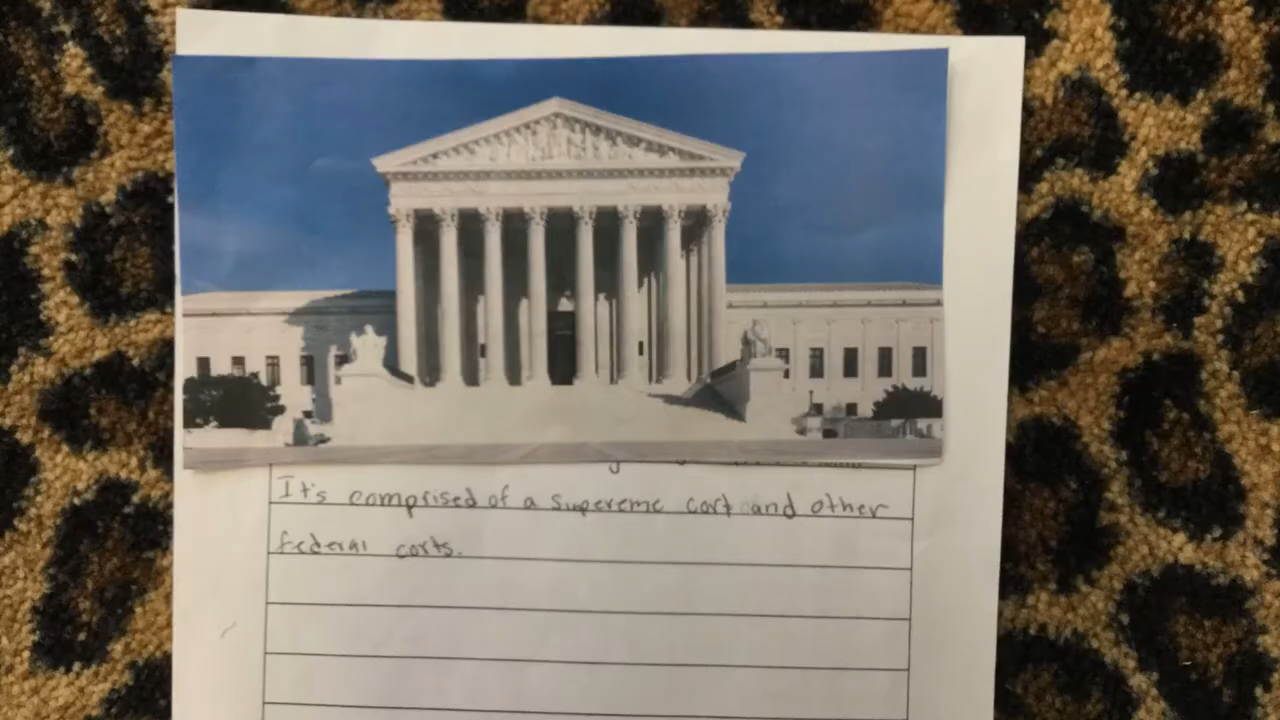 It's comprised of a supereme cort and other
federal corts.